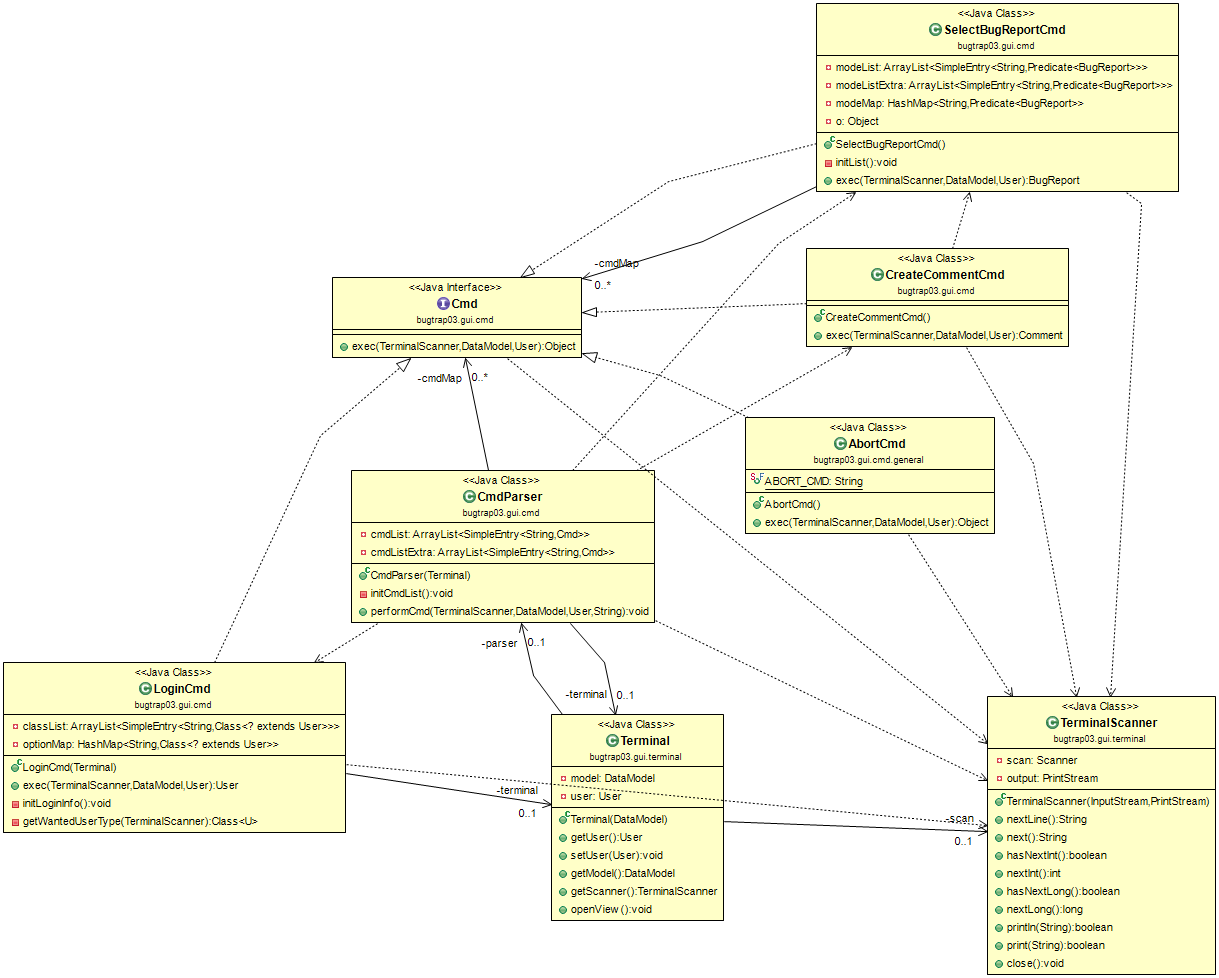 <<Java Class>>
SelectBugReportCmd
bugtrap03.gui.cmd
modeList: ArrayList<SimpleEntry<String,Predicate<BugReport>>>
modeListExtra: ArrayList<SimpleEntry<String,Predicate<BugReport>>>
modeMap: HashMap<String,Predicate<BugReport>>
o: Object
SelectBugReportCmd()
initList():void
exec(TerminalScanner,DataModel,User):BugReport
-cmdMap
0..*
<<Java Class>>
CreateCommentCmd
bugtrap03.gui.cmd
CreateCommentCmd()
exec(TerminalScanner,DataModel,User):Comment
<<Java Interface>>
Cmd
bugtrap03.gui.cmd
exec(TerminalScanner,DataModel,User):Object
-cmdMap
0..*
<<Java Class>>
AbortCmd
bugtrap03.gui.cmd.general
ABORT_CMD: String
AbortCmd()
exec(TerminalScanner,DataModel,User):Object
<<Java Class>>
CmdParser
bugtrap03.gui.cmd
cmdList: ArrayList<SimpleEntry<String,Cmd>>
cmdListExtra: ArrayList<SimpleEntry<String,Cmd>>
CmdParser(Terminal)
initCmdList():void
performCmd(TerminalScanner,DataModel,User,String):void
-parser
0..1
-terminal
0..1
<<Java Class>>
LoginCmd
bugtrap03.gui.cmd
classList: ArrayList<SimpleEntry<String,Class<? extends User>>>
optionMap: HashMap<String,Class<? extends User>>
LoginCmd(Terminal)
exec(TerminalScanner,DataModel,User):User
initLoginInfo():void
getWantedUserType(TerminalScanner):Class<U>
-terminal
0..1
<<Java Class>>
Terminal
bugtrap03.gui.terminal
model: DataModel
user: User
Terminal(DataModel)
getUser():User
setUser(User):void
getModel():DataModel
getScanner():TerminalScanner
openView ():void
-scan
0..1
<<Java Class>>
TerminalScanner
bugtrap03.gui.terminal
scan: Scanner
output: PrintStream
TerminalScanner(InputStream,PrintStream)
nextLine():String
next():String
hasNextInt():boolean
nextInt():int
hasNextLong():boolean
nextLong():long
println(String):boolean
print(String):boolean
close():void